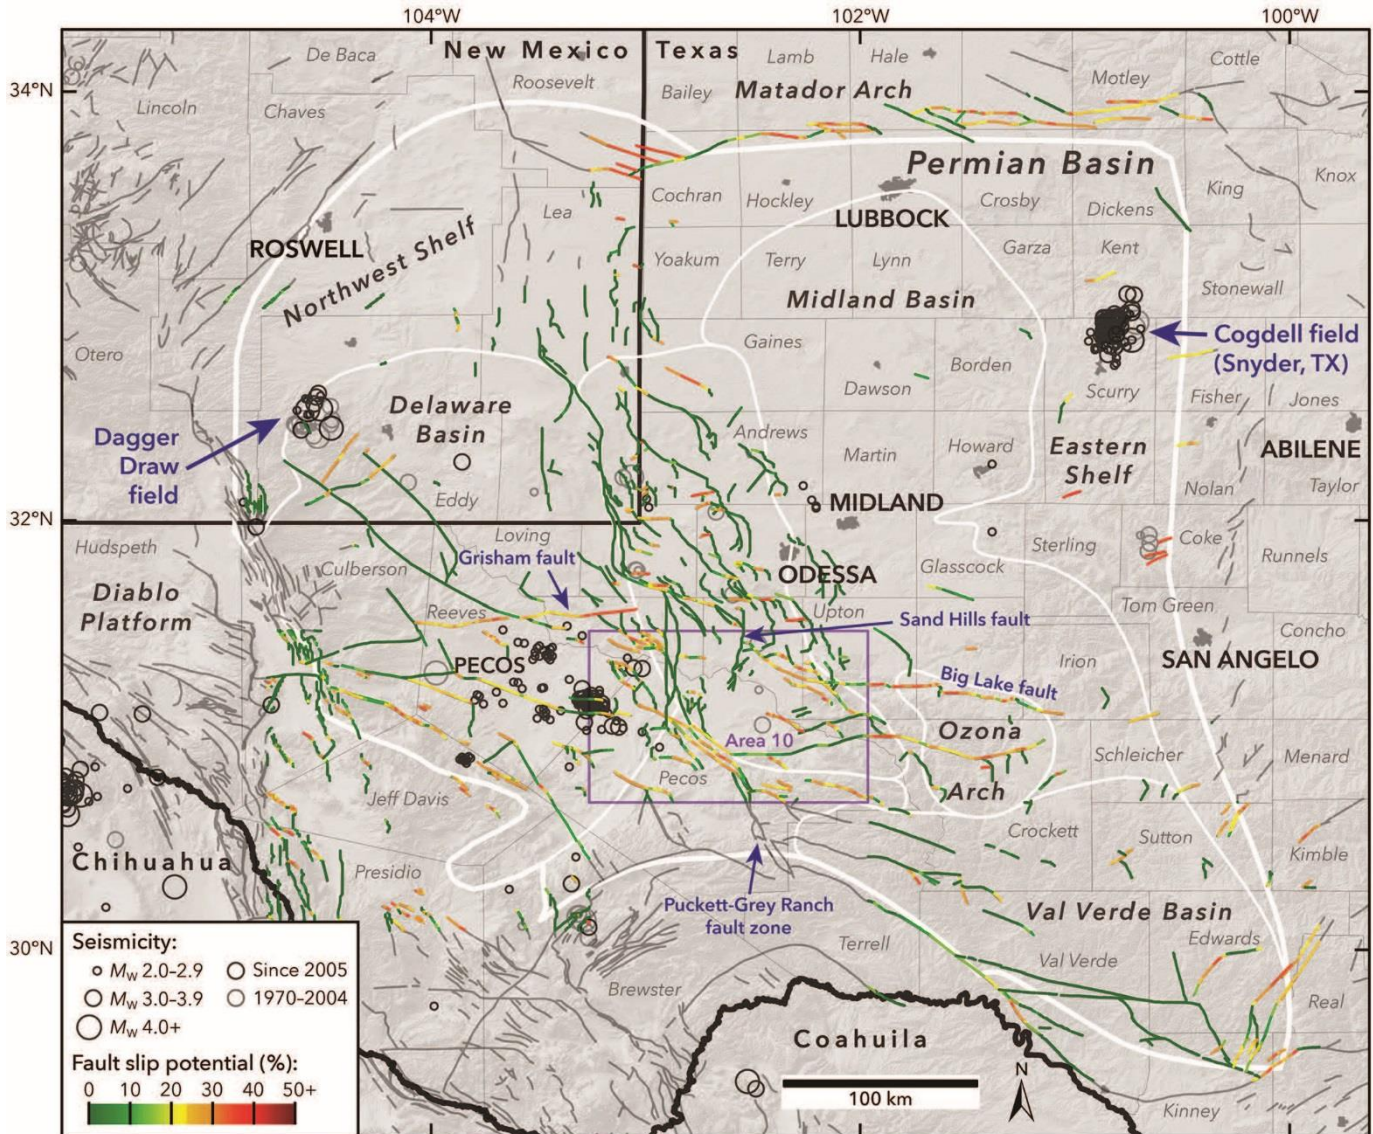 104°W
102°W
100°W
34°N
32°N
30°N
New Mexico
Texas
De Baca
Roosevelt
Lamb
Hale
Motley
Cottle
Lincoln
Chaves
Bailey
Matador Arch
Permian Basin
Cochran
Hockley
Crosby
Dickens
King
Knox
Lea
LUBBOCK
ROSWELL
Northwest Shelf
Yoakum
Terry
Lynn
Garza
Kent
Stonewall
Midland Basin
Otero
Gaines
Borden
Cogdell field
(Snyder, TX)
Dawson
Scurry
Fisher
Jones
Delaware
Basin
Dagger
Draw
field
Andrews
Martin
Howard
Eastern
Shelf
ABILENE
Eddy
MIDLAND
Nolan
Taylor
Hudspeth
Loving
Grisham fault
Culberson
ODESSA
Glasscock
Sterling
Coke
Runnels
Diablo
Platform
Reeves
Upton
Sand Hills fault
Tom Green
Concho
PECOS
Irion
SAN ANGELO
Big Lake fault
Area 10
Ozona
Arch
Schleicher
Menard
Pecos
Jeff Davis
Crockett
Sutton
Kimble
Chihuahua
Presidio
Puckett-Grey Ranch
fault zone
Val Verde Basin
Terrell
Edwards
Val Verde
Brewster
Real
Coahuila
N
100 km
Kinney
Seismicity:
Mw 2.0-2.9
Since 2005
Mw 3.0-3.9
1970-2004
Mw 4.0+
Fault slip potential (%):
0 10 20 30 40 50+